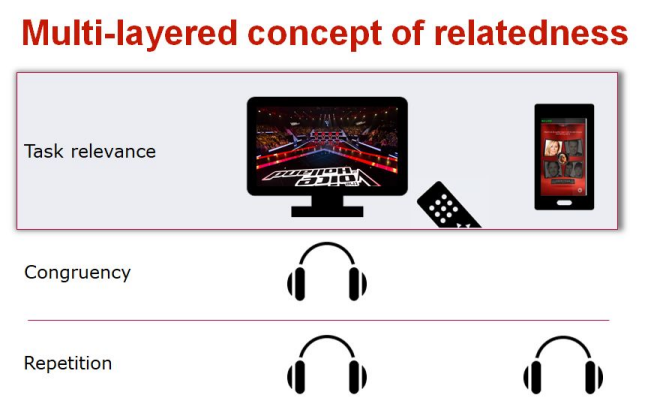 Multi-layered concept of relatedness
Task relevance
Congruency
Repetition